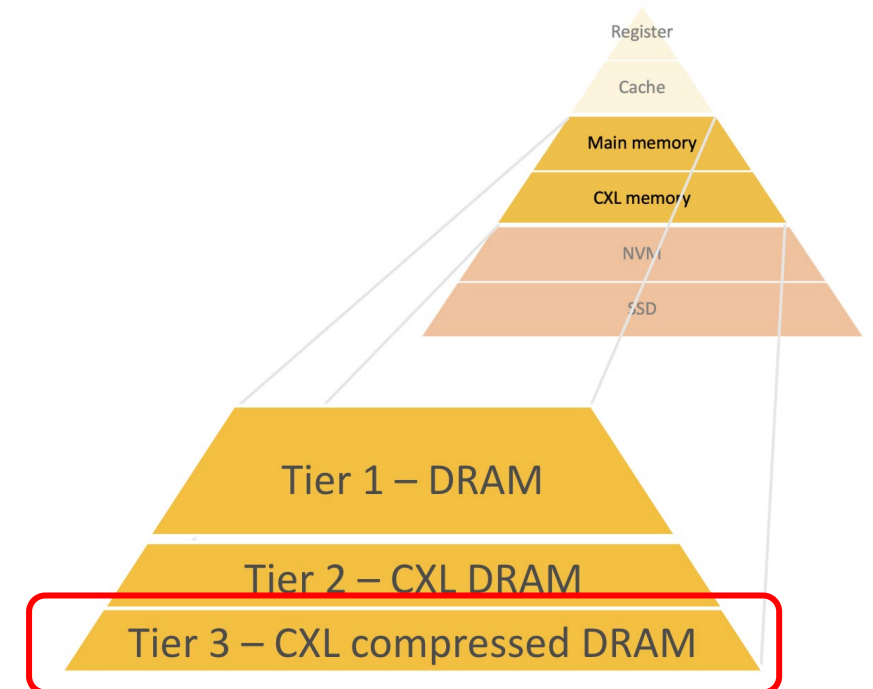 Register
Cache
Main memory
CXL memory
NVM
SSD
Tier 1 – DRAM
Tier 2 – CXL DRAM
Tier 3 – CXL compressed DRAM